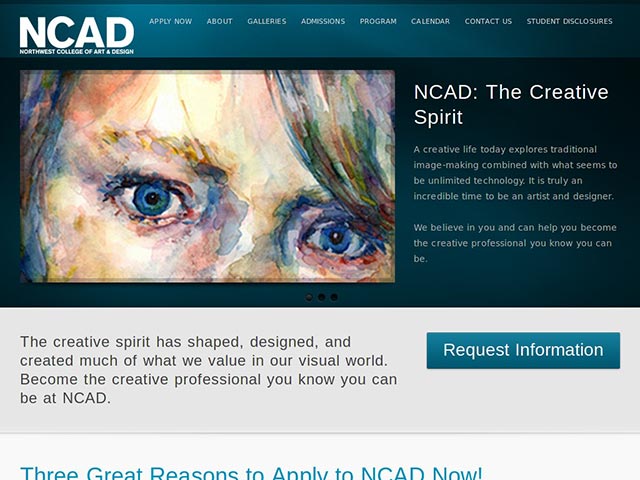 NCAD
NORTHWEST COLLEGE OF ART & DESIGN
APPLY NOW ABOUT GALLERIES ADMISSIONS PROGRAM CALENDAR CONTACT US STUDENT DISCLOSURES
NCAD: The Creative
Spirit
A creative life today explores traditional
image-making combined with what seems to
be unlimited technology. It is truly an
incredible time to be an artist and designer.
We believe in you and can help you become
the creative professional you know you can
be.
The creative spirit has shaped, designed, and
created much of what we value in our visual world.
Become the creative professional you know you can
be at NCAD.
Request Information
Three Great Reasons to Apply to NCAD Now!